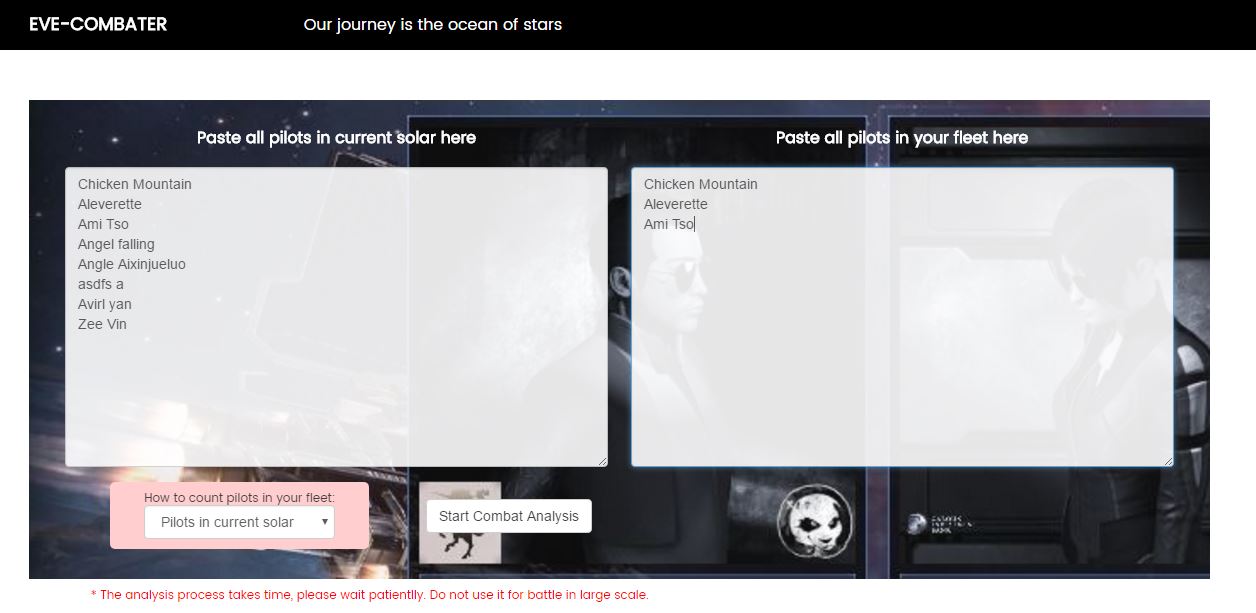 EVE-COMBATER
Our journey is the ocean of stars
Paste all pilots in current solar here
Paste all pilots in your fleet here
Chicken Mountain
Aleverette
Ami Tso
Angel falling
Angle Aixinjueluo
asdfs a
Avirl yan
Zee Vin
Chicken Mountain
Aleverette
Ami Tso
How to count pilots in your fleet:
Pilots in current solar
Start Combat Analysis
* The analysis process takes time, please wait patientlly. Do not use it for battle in large scale.